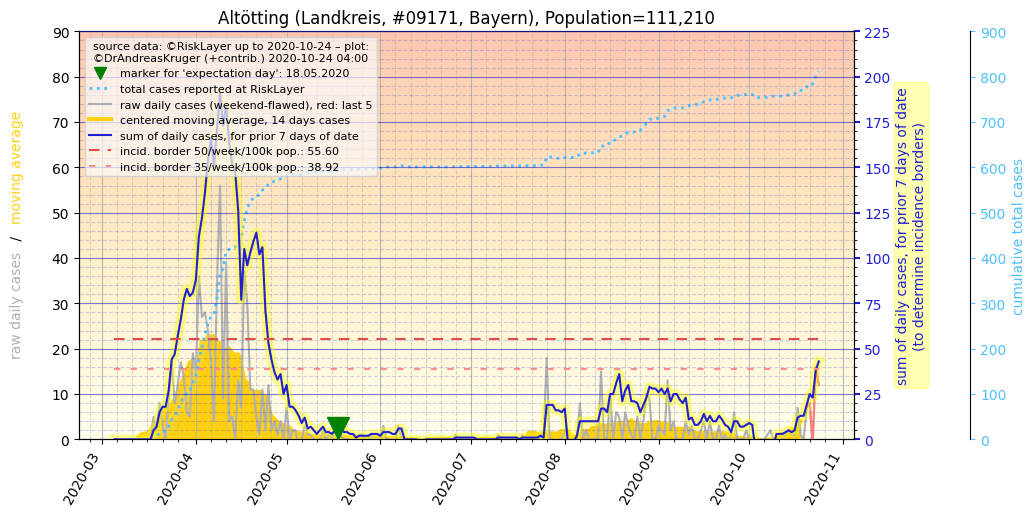 Altötting (Landkreis, #09171, Bayern), Population=111,210
source data: ©RiskLayer up to 2020-10-24 – plot:
©DrAndreasKruger (+contrib.) 2020-10-24 04:00
marker for 'expectation day': 18.05.2020
total cases reported at RiskLayer
raw daily cases (weekend-flawed), red: last 5
centered moving average, 14 days cases
sum of daily cases, for prior 7 days of date
incid. border 50/week/100k pop.: 55.60
incid. border 35/week/100k pop.: 38.92
raw daily cases / moving average
90
80
70
60
50
40
30
20
10
0
225
200
175
150
125
100
75
50
25
0
sum of daily cases, for prior 7 days of date
(to determine incidence borders)
900
800
700
600
500
400
300
200
100
0
cumulative total cases
2020-03
2020-04
2020-05
2020-06
2020-07
2020-08
2020-09
2020-10
2020-11